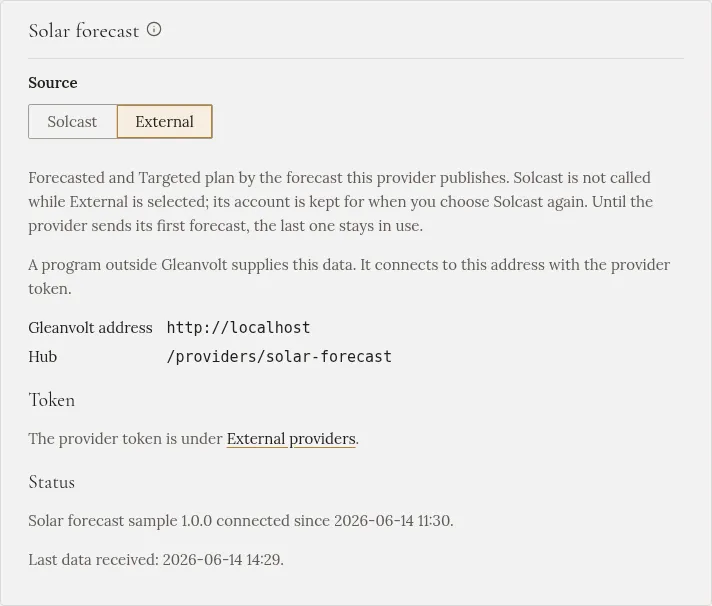 Solar forecast
Source
Solcast
External
Forecasted and Targeted plan by the forecast this provider publishes. Solcast is not called
while External is selected; its account is kept for when you choose Solcast again. Until the
provider sends its first forecast, the last one stays in use.
A program outside Gleanvolt supplies this data. It connects to this address with the provider
token.
Gleanvolt address http://localhost
Hub /providers/solar-forecast
Token
The provider token is under External providers.
Status
Solar forecast sample 1.0.0 connected since 2026-06-14 11:30.
Last data received: 2026-06-14 14:29.